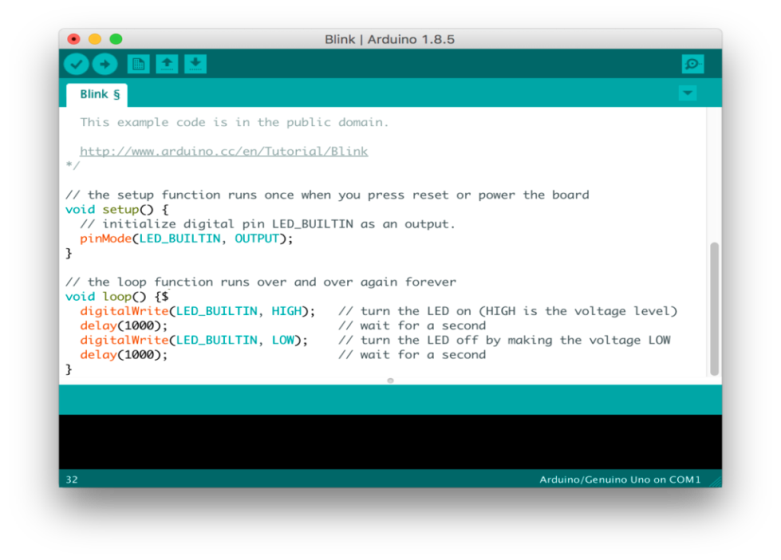 Blink | Arduino 1.8.5
Blink §
This example code is in the public domain.
http://www.arduino.cc/en/Tutorial/Blink
*/
// the setup function runs once when you press reset or power the board
void setup() {
// initialize digital pin LED_BUILTIN as an output.
pinMode(LED_BUILTIN, OUTPUT);
}
// the loop function runs over and over again forever
void loop() {$
digitalWrite(LED_BUILTIN, HIGH);   // turn the LED on (HIGH is the voltage level)
delay(1000);                       // wait for a second
digitalWrite(LED_BUILTIN, LOW);    // turn the LED off by making the voltage LOW
delay(1000);                       // wait for a second
}
32 Arduino/Genuino Uno on COM1